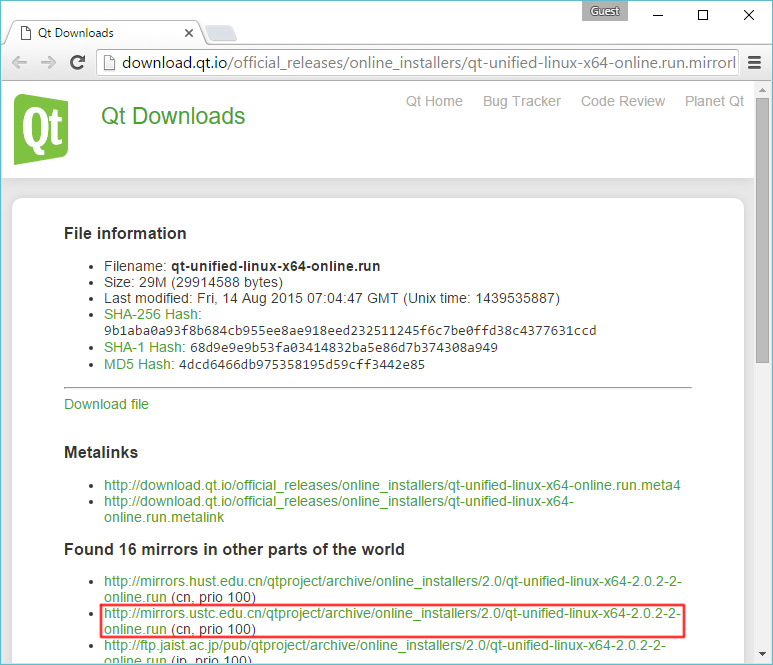 Guest
Qt Downloads
download.qt.io/official_releases/online_installers/qt-unified-linux-x64-online.run.mirrorl
Qt
Qt Downloads
Qt Home Bug Tracker Code Review Planet Qt
File information
• Filename: qt-unified-linux-x64-online.run
• Size: 29M (29914588 bytes)
• Last modified: Fri, 14 Aug 2015 07:04:47 GMT (Unix time: 1439535887)
• SHA-256 Hash:
9b1aba0a93f8b684cb955ee8ae918eed232511245f6c7be0ffd38c4377631ccd
• SHA-1 Hash: 68d9e9e9b53fa03414832ba5e86d7b374308a949
• MD5 Hash: 4dcd6466db975358195d59cff3442e85
Download file
Metalinks
• http://download.qt.io/official_releases/online_installers/qt-unified-linux-x64-online.run.meta4
• http://download.qt.io/official_releases/online_installers/qt-unified-linux-x64-
online.run.metalink
Found 16 mirrors in other parts of the world
• http://mirrors.hust.edu.cn/qtproject/archive/online_installers/2.0/qt-unified-linux-x64-2.0.2-2-
online.run (cn, prio 100)
• http://mirrors.ustc.edu.cn/qtproject/archive/online_installers/2.0/qt-unified-linux-x64-2.0.2-2-
online.run (cn, prio 100)
• http://ftp.jaist.ac.jp/pub/qtproject/archive/online_installers/2.0/qt-unified-linux-x64-2.0.2-2-
online.run (jp, prio 100)